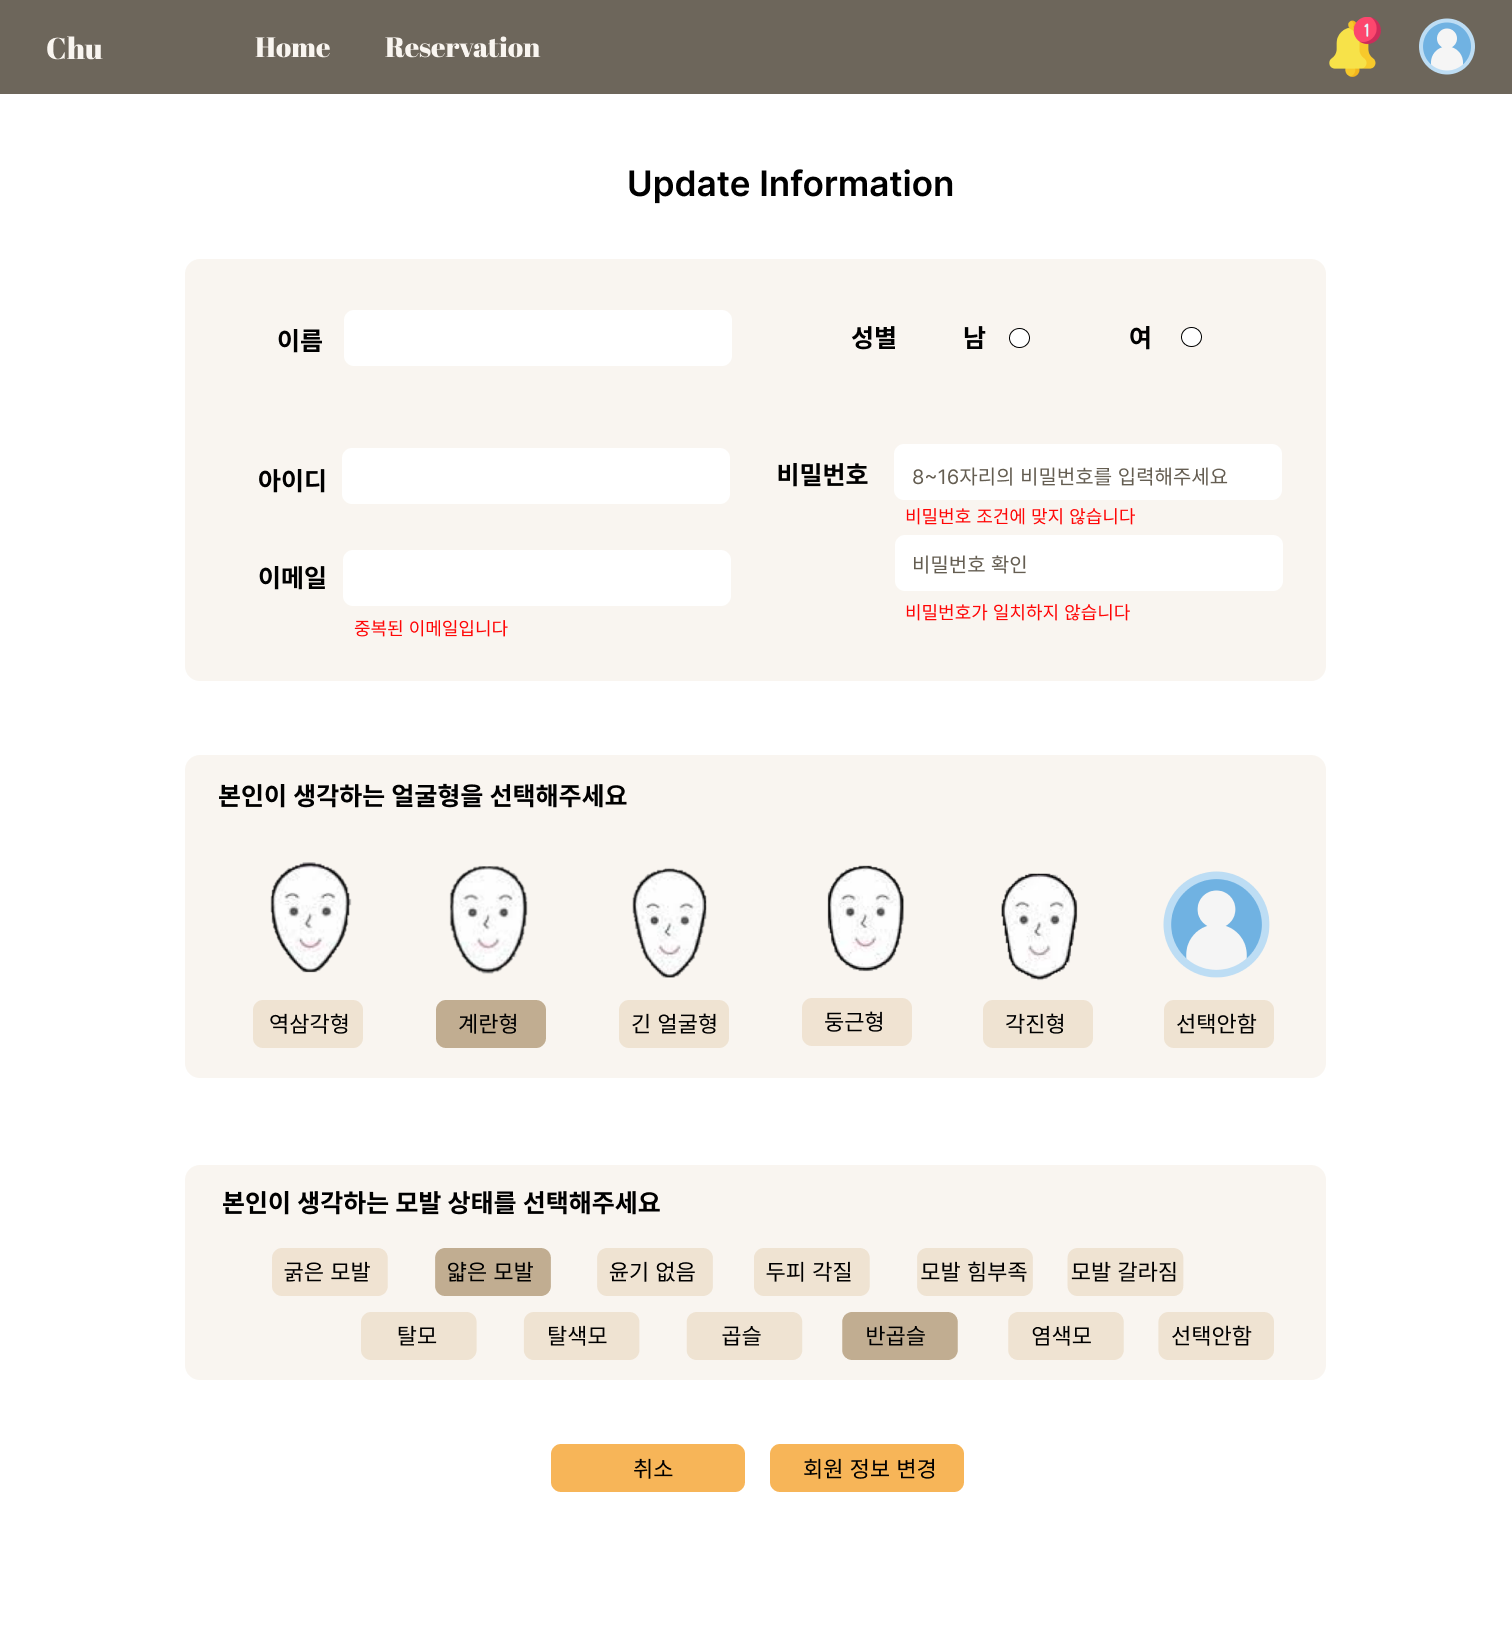 Chu Home Reservation 1
Update Information
이름
성별 남 여
아이디
비밀번호 8~16자리의 비밀번호를 입력해주세요
비밀번호 조건에 맞지 않습니다
이메일
비밀번호 확인
중복된 이메일입니다
비밀번호가 일치하지 않습니다
본인이 생각하는 얼굴형을 선택해주세요
역삼각형 계란형 긴 얼굴형 둥근형 각진형 선택안함
본인이 생각하는 모발 상태를 선택해주세요
굵은 모발 얇은 모발 윤기 없음 두피 각질 모발 힘부족 모발 갈라짐
탈모 탈색모 곱슬 반곱슬 염색모 선택안함
취소 회원 정보 변경